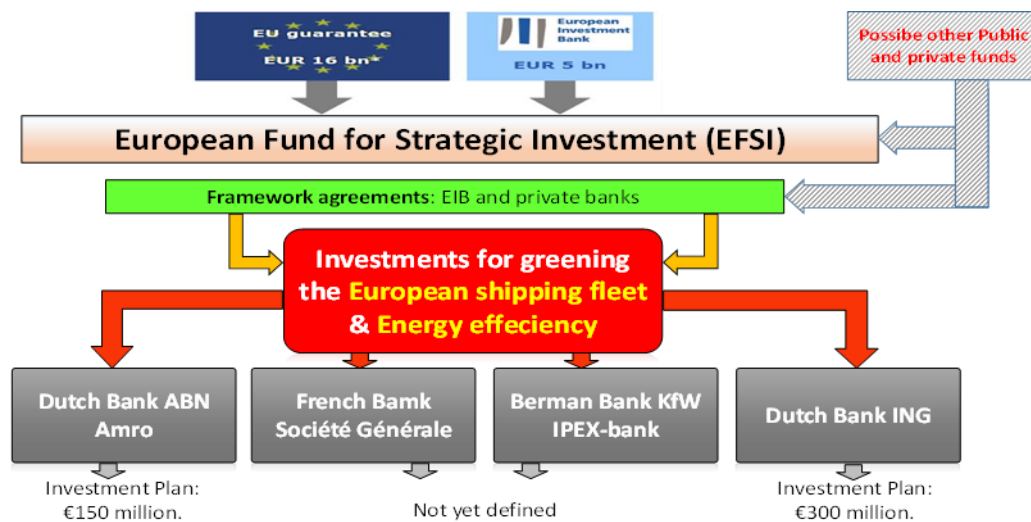 EU guarantee
EUR 16 bn*
European
Investment
Bank
EUR 5 bn
Possibe other Public
and private funds
European Fund for Strategic Investment (EFSI)
Framework agreements: EIB and private banks
Investments for greening
the European shipping fleet
& Energy effeciency
Dutch Bank ABN
Amro
French Bamk
Société Générale
Berman Bank KfW
IPEX-bank
Dutch Bank ING
Investment Plan:
€150 million.
Not yet defined
Investment Plan:
€300 million.